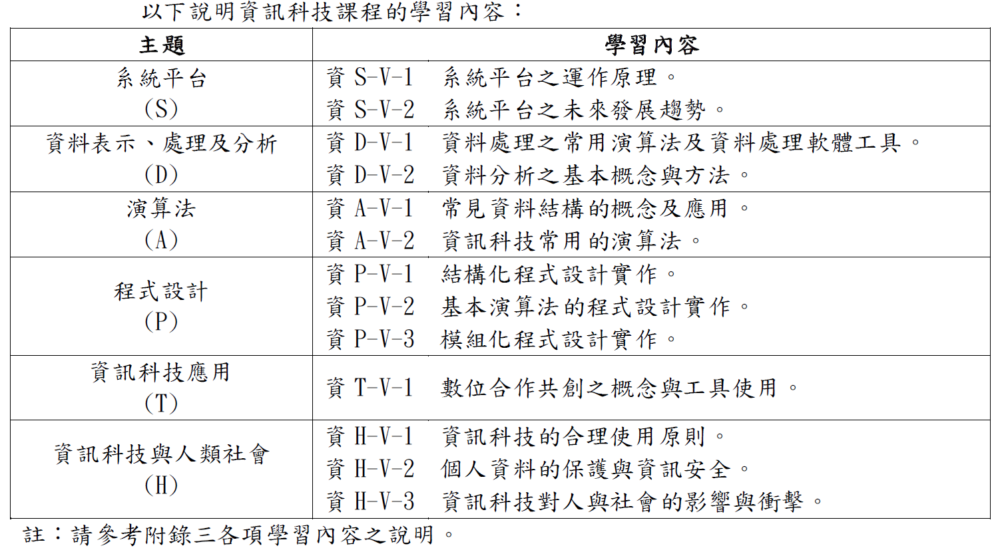 以下說明資訊科技課程的學習內容：
主題 學習內容
系統平台
(S)
資 S-V-1 系統平台之運作原理。
資 S-V-2 系統平台之未來發展趨勢。
資料表示、處理及分析
(D)
資 D-V-1 資料處理之常用演算法及資料處理軟體工具。
資 D-V-2 資料分析之基本概念與方法。
演算法
(A)
資 A-V-1 常見資料結構的概念及應用。
資 A-V-2 資訊科技常用的演算法。
程式設計
(P)
資 P-V-1 結構化程式設計實作。
資 P-V-2 基本演算法的程式設計實作。
資 P-V-3 模組化程式設計實作。
資訊科技應用
(T)
資 T-V-1 數位合作共創之概念與工具使用。
資訊科技與人類社會
(H)
資 H-V-1 資訊科技的合理使用原則。
資 H-V-2 個人資料的保護與資訊安全。
資 H-V-3 資訊科技對人與社會的影響與衝擊。
註：請參考附錄三各項學習內容之說明。